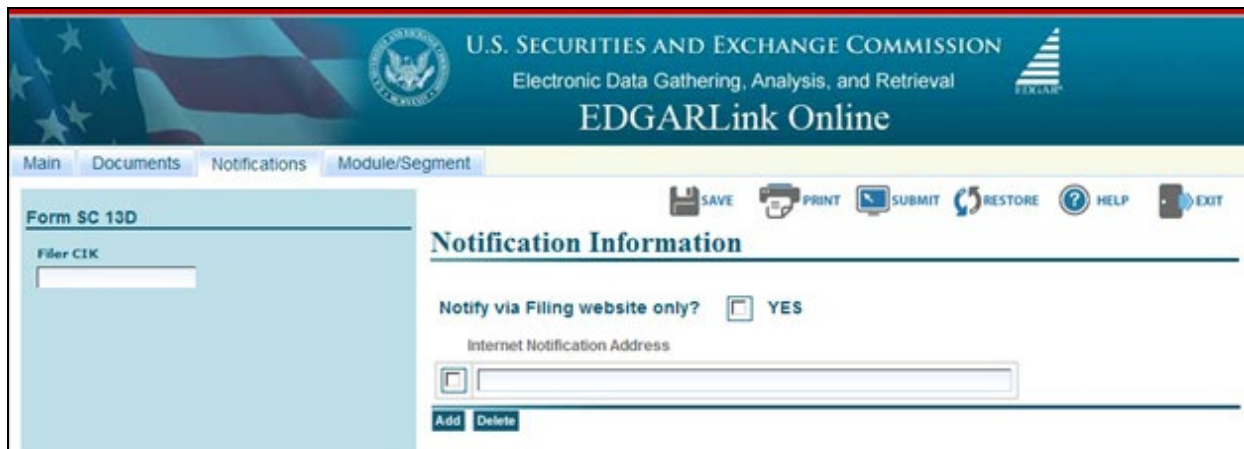 U.S. SECURITIES AND EXCHANGE COMMISSION
Electronic Data Gathering, Analysis, and Retrieval
EDGAR®
EDGARLink Online
Main Documents Notifications Module/Segment
SAVE PRINT SUBMIT RESTORE ? HELP EXIT
Form SC 13D
Filer CIK
Notification Information
Notify via Filing website only? YES
Internet Notification Address
Add Delete